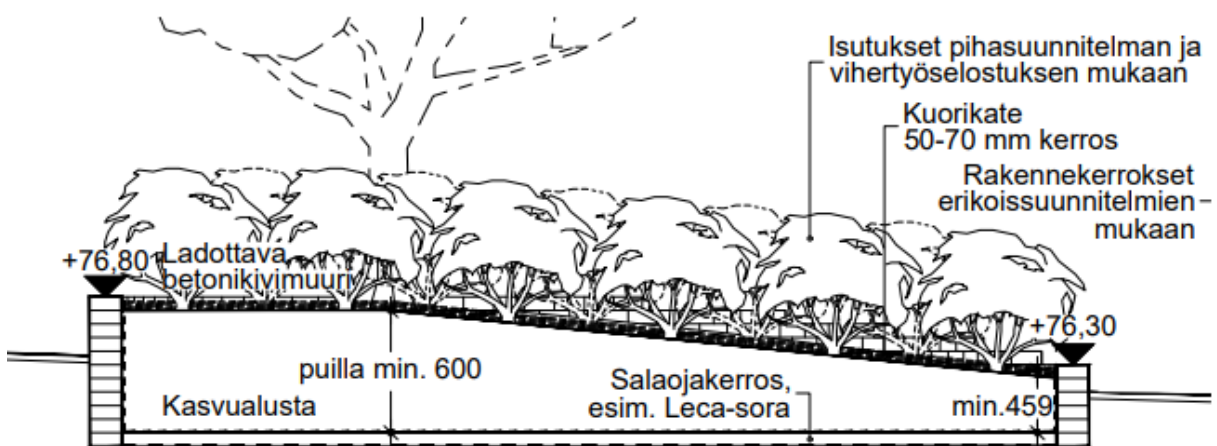 Isutukset pihasuunnitelman ja
vihertyöselostuksen mukaan
Kuorikate
50-70 mm kerros
Rakennekerrokset
erikoissuunnitelmien
mukaan
+76,80
Ladottava
betonikivimuuri
+76,30
puilla min. 600
Kasvualusta
Salaojakerros,
esim. Leca-sora
min.459